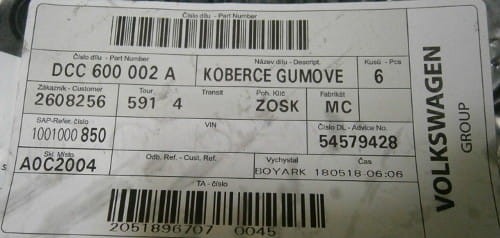 Číslo dílu - Part Number
Číslo dílu - Part Number
Název dílu - Descript.
Kusů - Pcs
DCC 600 002 A
KOBERCE GUMOVE
6
Zákazník - Customer
Tour
Transit
Poh. Klíč
Fabrikát
2608256
591 4
ZOSK
MC
SAP-Refer. číslo
VIN
Číslo DL - Advice No.
1001000 850
54579428
Skl. Místo
Odb. Ref. - Cust. Ref.
Vychystal
Čas
A0C2004
BOYARK 180518-06:06
TA - číslo
2051896707 0045
VOLKSWAGEN
GROUP
s